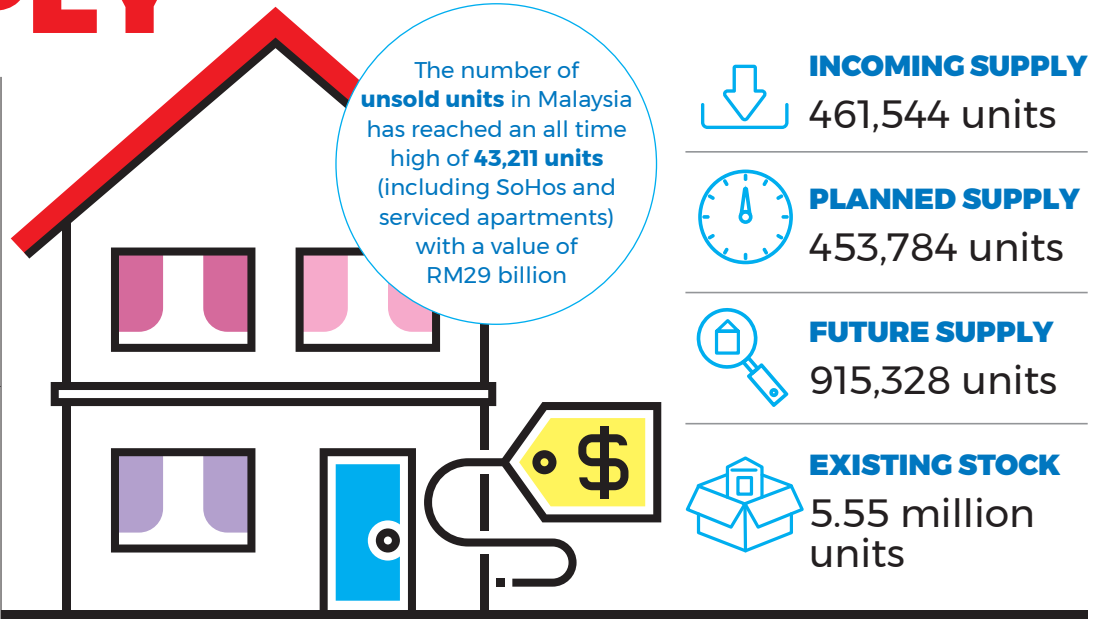 The number of
unsold units in Malaysia
has reached an all time
high of 43,211 units
(including SoHos and
serviced apartments)
with a value of
RM29 billion
INCOMING SUPPLY
461,544 units
PLANNED SUPPLY
453,784 units
FUTURE SUPPLY
915,328 units
EXISTING STOCK
5.55 million
units
$